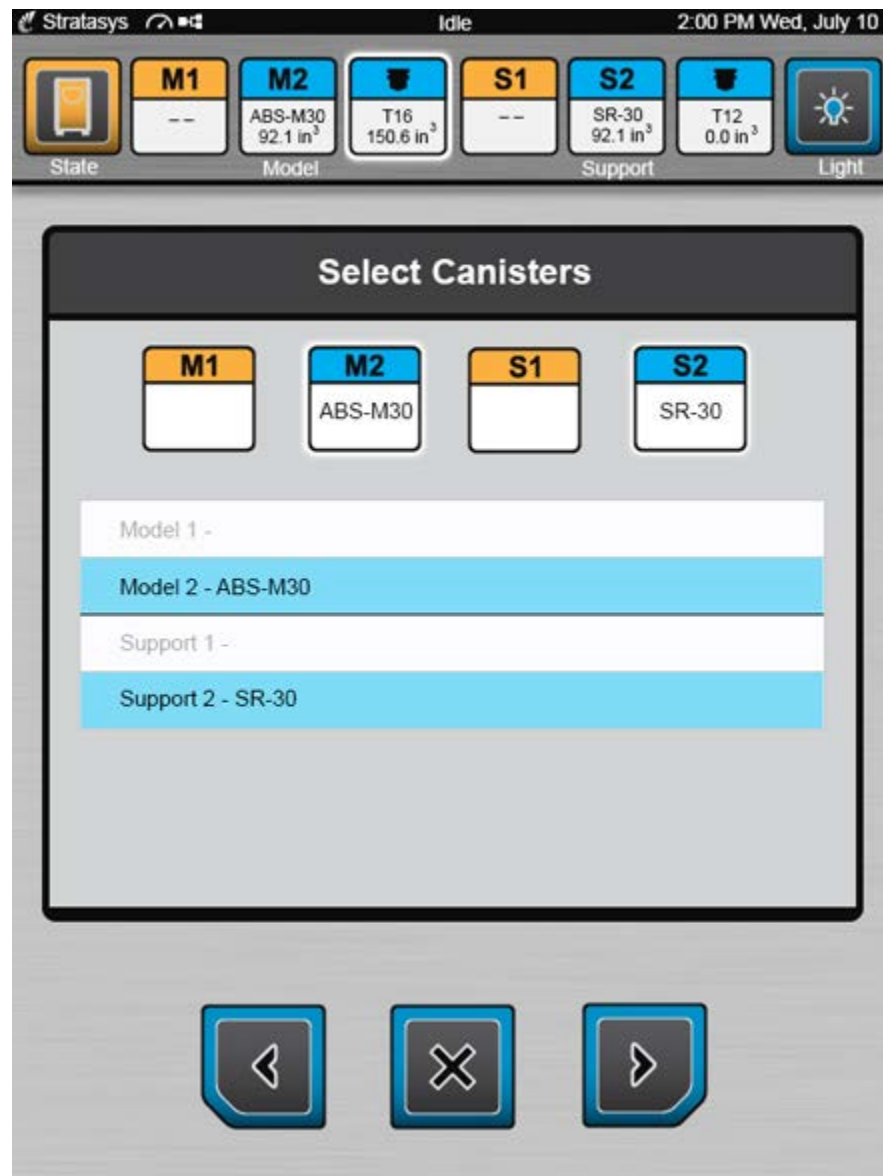 Stratasys Idle 2:00 PM Wed, July 10
M1 M2 S1 S2
-- ABS-M30 T16 -- SR-30 T12
92.1 in³ 150.6 in³ 92.1 in³ 0.0 in³
State Model Support Light
Select Canisters
M1 M2 S1 S2
ABS-M30 SR-30
Model 1 -
Model 2 - ABS-M30
Support 1 -
Support 2 - SR-30